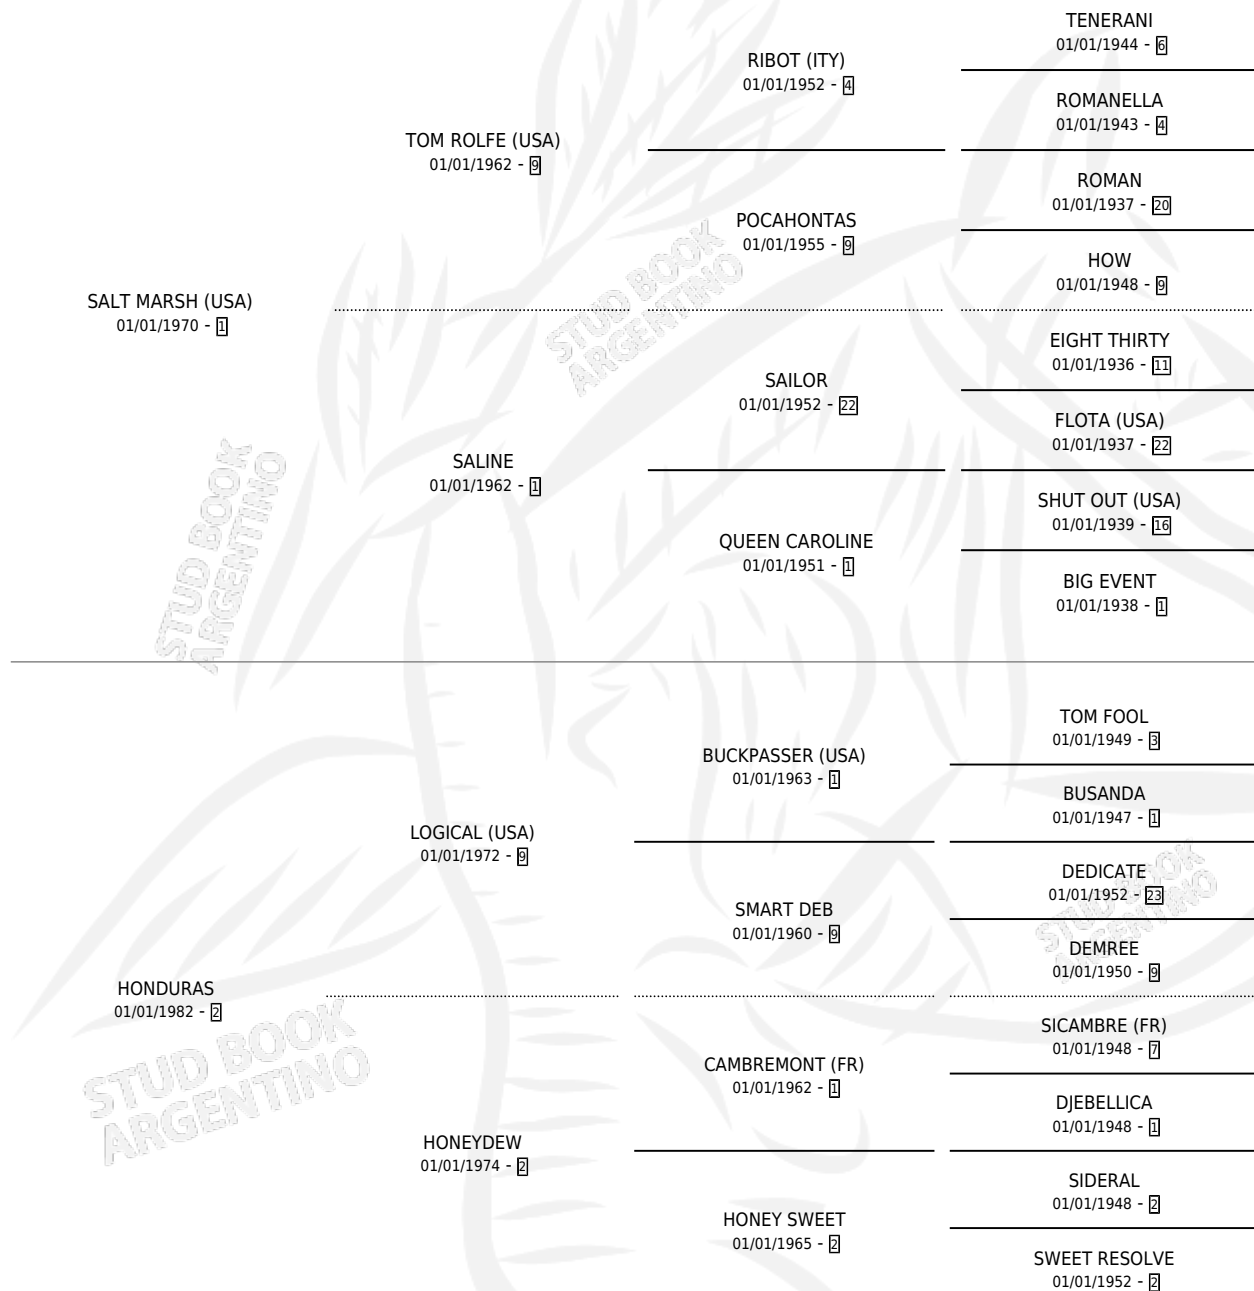 TENERANI
01/01/1944 - 6
RIBOT (ITY)
01/01/1952 - 4
ROMANELLA
01/01/1943 - 4
TOM ROLFE (USA)
01/01/1962 - 9
ROMAN
01/01/1937 - 20
POCAHONTAS
01/01/1955 - 9
HOW
01/01/1948 - 9
SALT MARSH (USA)
01/01/1970 - 1
EIGHT THIRTY
01/01/1936 - 11
SAILOR
01/01/1952 - 22
FLOTA (USA)
01/01/1937 - 22
SALINE
01/01/1962 - 1
SHUT OUT (USA)
01/01/1939 - 16
QUEEN CAROLINE
01/01/1951 - 1
BIG EVENT
01/01/1938 - 1
STUD BOOK
ARGENTINO
STUD BOOK
ARGENTINO
TOM FOOL
01/01/1949 - 3
BUCKPASSER (USA)
01/01/1963 - 1
BUSANDA
01/01/1947 - 1
LOGICAL (USA)
01/01/1972 - 9
DEDICATE
01/01/1952 - 23
SMART DEB
01/01/1960 - 9
DEMREE
01/01/1950 - 9
HONDURAS
01/01/1982 - 2
SICAMBRE (FR)
01/01/1948 - 7
CAMBREMONT (FR)
01/01/1962 - 1
DJEBELLICA
01/01/1948 - 1
HONEYDEW
01/01/1974 - 2
SIDERAL
01/01/1948 - 2
HONEY SWEET
01/01/1965 - 2
SWEET RESOLVE
01/01/1952 - 2
STUD BOOK
ARGENTINO
STUD BOOK
ARGENTINO